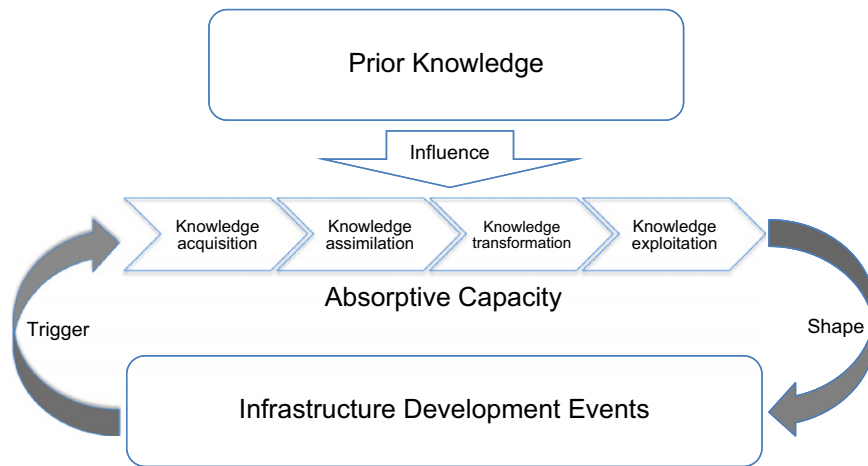 Prior Knowledge
Influence
Knowledge
acquisition
Knowledge
assimilation
Knowledge
transformation
Knowledge
exploitation
Absorptive Capacity
Trigger
Shape
Infrastructure Development Events